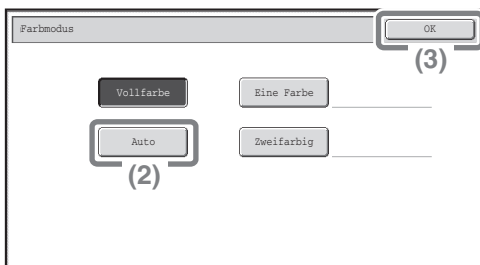 Farbmodus
OK
(3)
Vollfarbe
Eine Farbe
Auto
Zweifarbig
(2)